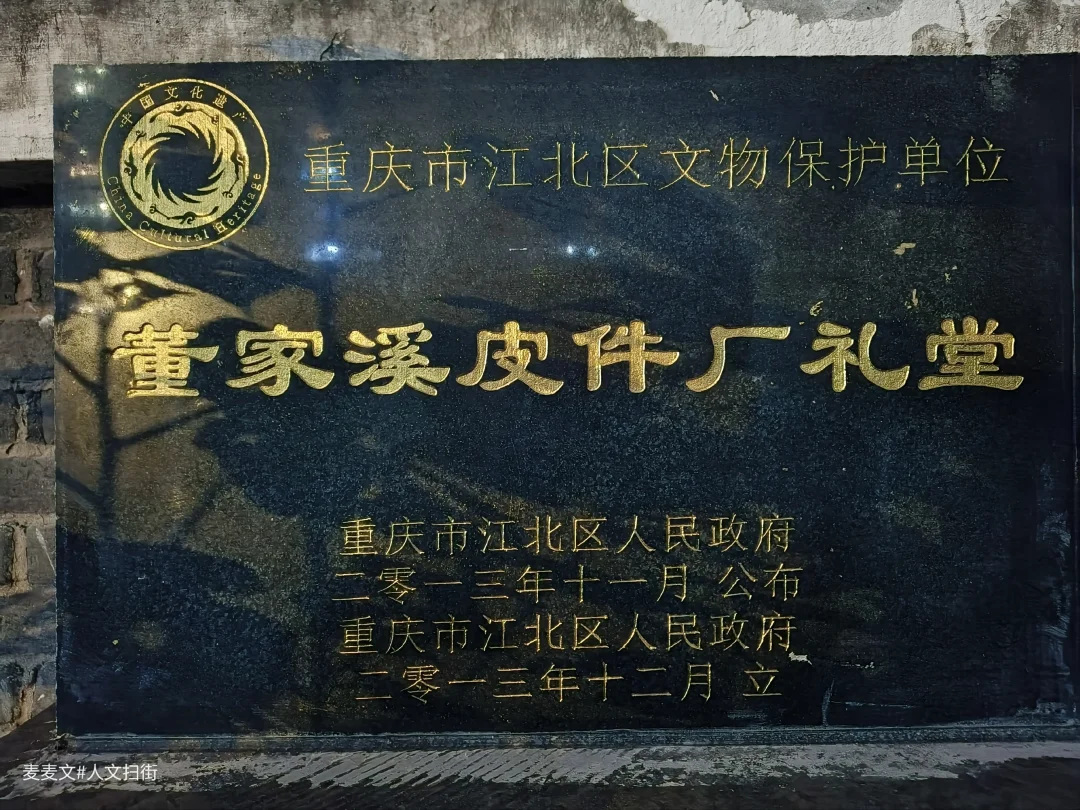 中国文化遗产
China Cultural Heritage
重庆市江北区文物保护单位
董家溪皮件厂礼堂
重庆市江北区人民政府
二零一三年十一月 公布
重庆市江北区人民政府
二零一三年十二月 立
麦麦文#人文扫街